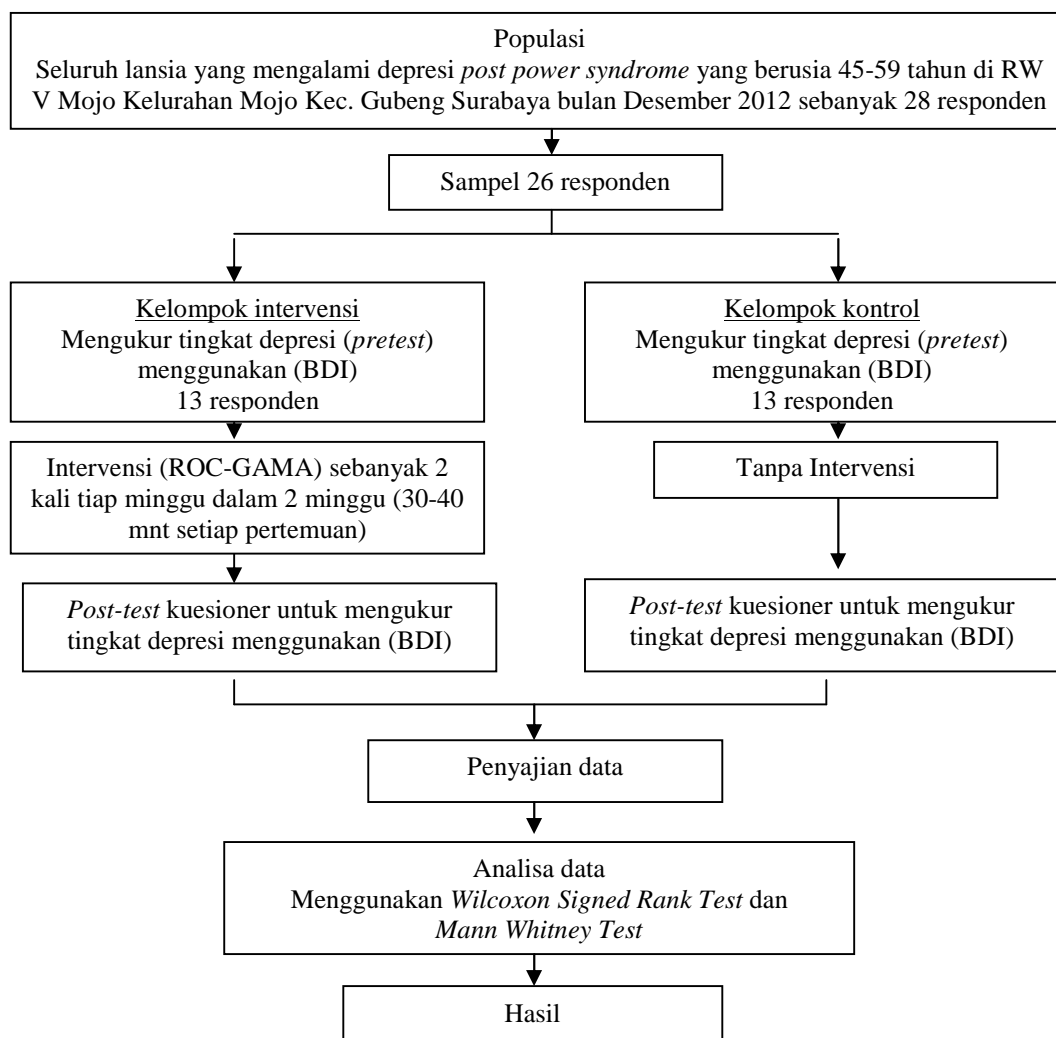 Populasi
Seluruh lansia yang mengalami depresi post power syndrome yang berusia 45-59 tahun di RW
V Mojo Kelurahan Mojo Kec. Gubeng Surabaya bulan Desember 2012 sebanyak 28 responden
Sampel 26 responden
Kelompok intervensi
Mengukur tingkat depresi (pretest)
menggunakan (BDI)
13 responden
Kelompok kontrol
Mengukur tingkat depresi (pretest)
menggunakan (BDI)
13 responden
Intervensi (ROC-GAMA) sebanyak 2
kali tiap minggu dalam 2 minggu (30-40
mnt setiap pertemuan)
Tanpa Intervensi
Post-test kuesioner untuk mengukur
tingkat depresi menggunakan (BDI)
Post-test kuesioner untuk mengukur
tingkat depresi menggunakan (BDI)
Penyajian data
Analisa data
Menggunakan Wilcoxon Signed Rank Test dan
Mann Whitney Test
Hasil